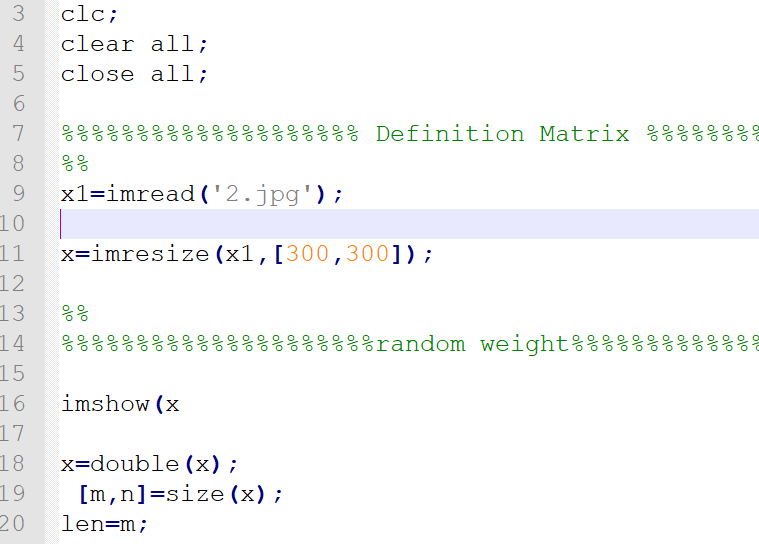 3 clc;
4 clear all;
5 close all;
6
7 %%%%%%%%%%%%%%%%%%%% Definition Matrix %%%%%%%%
8 %%
9 x1=imread('2.jpg');
10
11 x=imresize(x1,[300,300]);
12
13 %%
14 %%%%%%%%%%%%%%%%%%%%%random weight%%%%%%%%%%%%%
15
16 imshow(x
17
18 x=double(x);
19 [m,n]=size(x);
20 len=m;